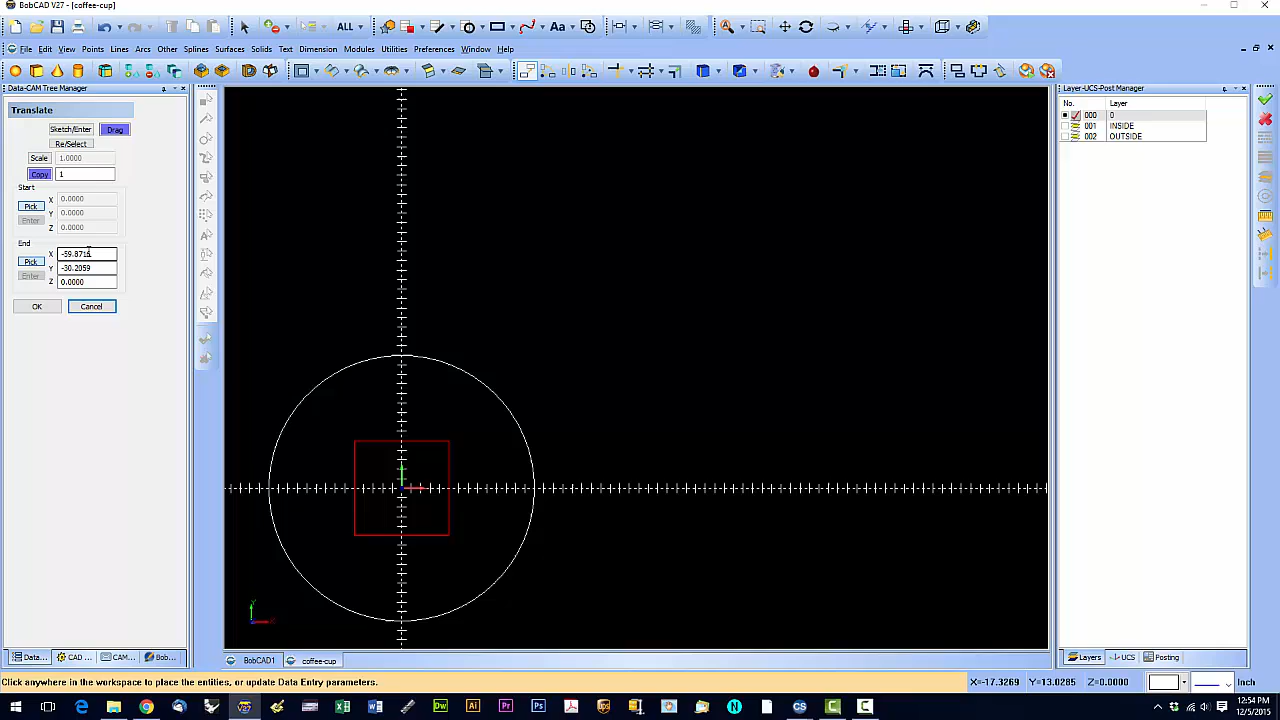 BobCAD V27 - [coffee-cup]
ALL
Aa
File Edit View Points Lines Arcs Other Splines Surfaces Solids Text Dimension Modules Utilities Preferences Window Help
Data-CAM Tree Manager
Layer-UCS-Post Manager
Translate
No. Layer
000 0
001 INSIDE
002 OUTSIDE
Sketch/Enter Drag
Re/Select
Scale 1.0000
Copy 1
Start
Pick X 0.0000
Y 0.0000
Enter Z 0.0000
End
X -59.8715
Pick Y -30.2059
Enter Z 0.0000
OK Cancel
Y
X
Data... CAD ... CAM... Bob...
BobCAD1 coffee-cup
Layers UCS Posting
Click anywhere in the workspace to place the entities, or update Data Entry parameters.
X=-17.3269 Y=13.0285 Z=0.0000 Inch
12:54 PM
12/5/2015